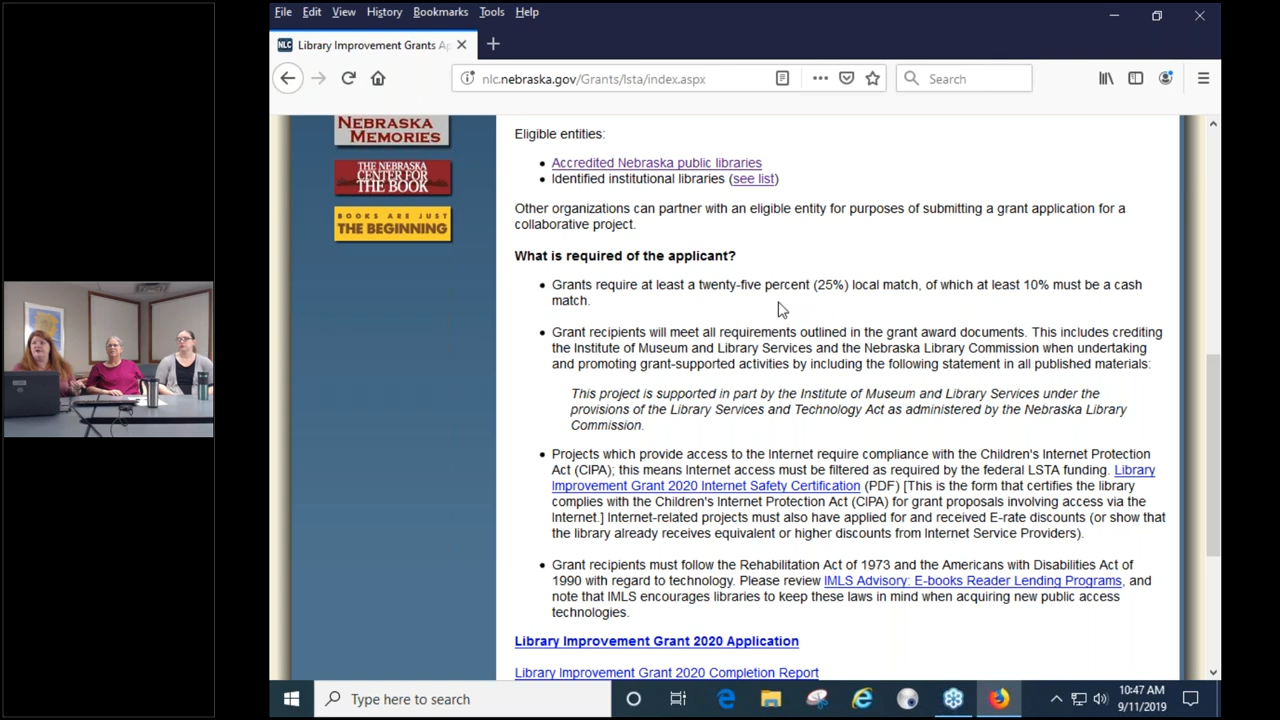 File Edit View History Bookmarks Tools Help
NLC Library Improvement Grants Ap
nlc.nebraska.gov/Grants/lsta/index.aspx
Search
NEBRASKA
MEMORIES
THE NEBRASKA
CENTER FOR
THE BOOK
BOOKS ARE JUST
THE BEGINNING
Eligible entities:
• Accredited Nebraska public libraries
• Identified institutional libraries (see list)
Other organizations can partner with an eligible entity for purposes of submitting a grant application for a
collaborative project.
What is required of the applicant?
• Grants require at least a twenty-five percent (25%) local match, of which at least 10% must be a cash
match.
• Grant recipients will meet all requirements outlined in the grant award documents. This includes crediting
the Institute of Museum and Library Services and the Nebraska Library Commission when undertaking
and promoting grant-supported activities by including the following statement in all published materials:
This project is supported in part by the Institute of Museum and Library Services under the
provisions of the Library Services and Technology Act as administered by the Nebraska Library
Commission.
• Projects which provide access to the Internet require compliance with the Children's Internet Protection
Act (CIPA); this means Internet access must be filtered as required by the federal LSTA funding. Library
Improvement Grant 2020 Internet Safety Certification (PDF) [This is the form that certifies the library
complies with the Children's Internet Protection Act (CIPA) for grant proposals involving access via the
Internet.] Internet-related projects must also have applied for and received E-rate discounts (or show that
the library already receives equivalent or higher discounts from Internet Service Providers).
• Grant recipients must follow the Rehabilitation Act of 1973 and the Americans with Disabilities Act of
1990 with regard to technology. Please review IMLS Advisory: E-books Reader Lending Programs, and
note that IMLS encourages libraries to keep these laws in mind when acquiring new public access
technologies.
Library Improvement Grant 2020 Application
Library Improvement Grant 2020 Completion Report
Type here to search
10:47 AM
9/11/2019